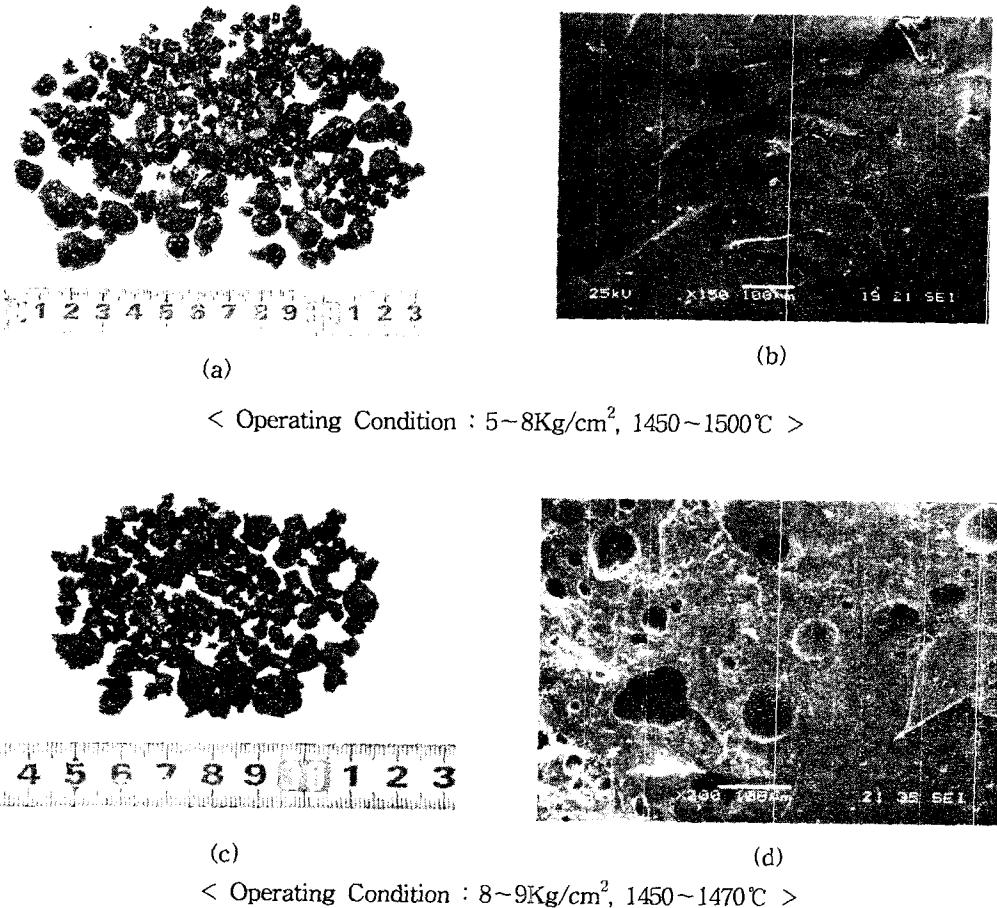 1 2 3 4 5 6 7 8 9 1 2 3
25kV X150 100μm 19 21 SEI
(a)
(b)
< Operating Condition : 5~8Kg/cm², 1450~1500℃ >
4 5 6 7 8 9 1 2 3
X200 100μm 21 35 SEI
(c)
(d)
< Operating Condition : 8~9Kg/cm², 1450~1470℃ >